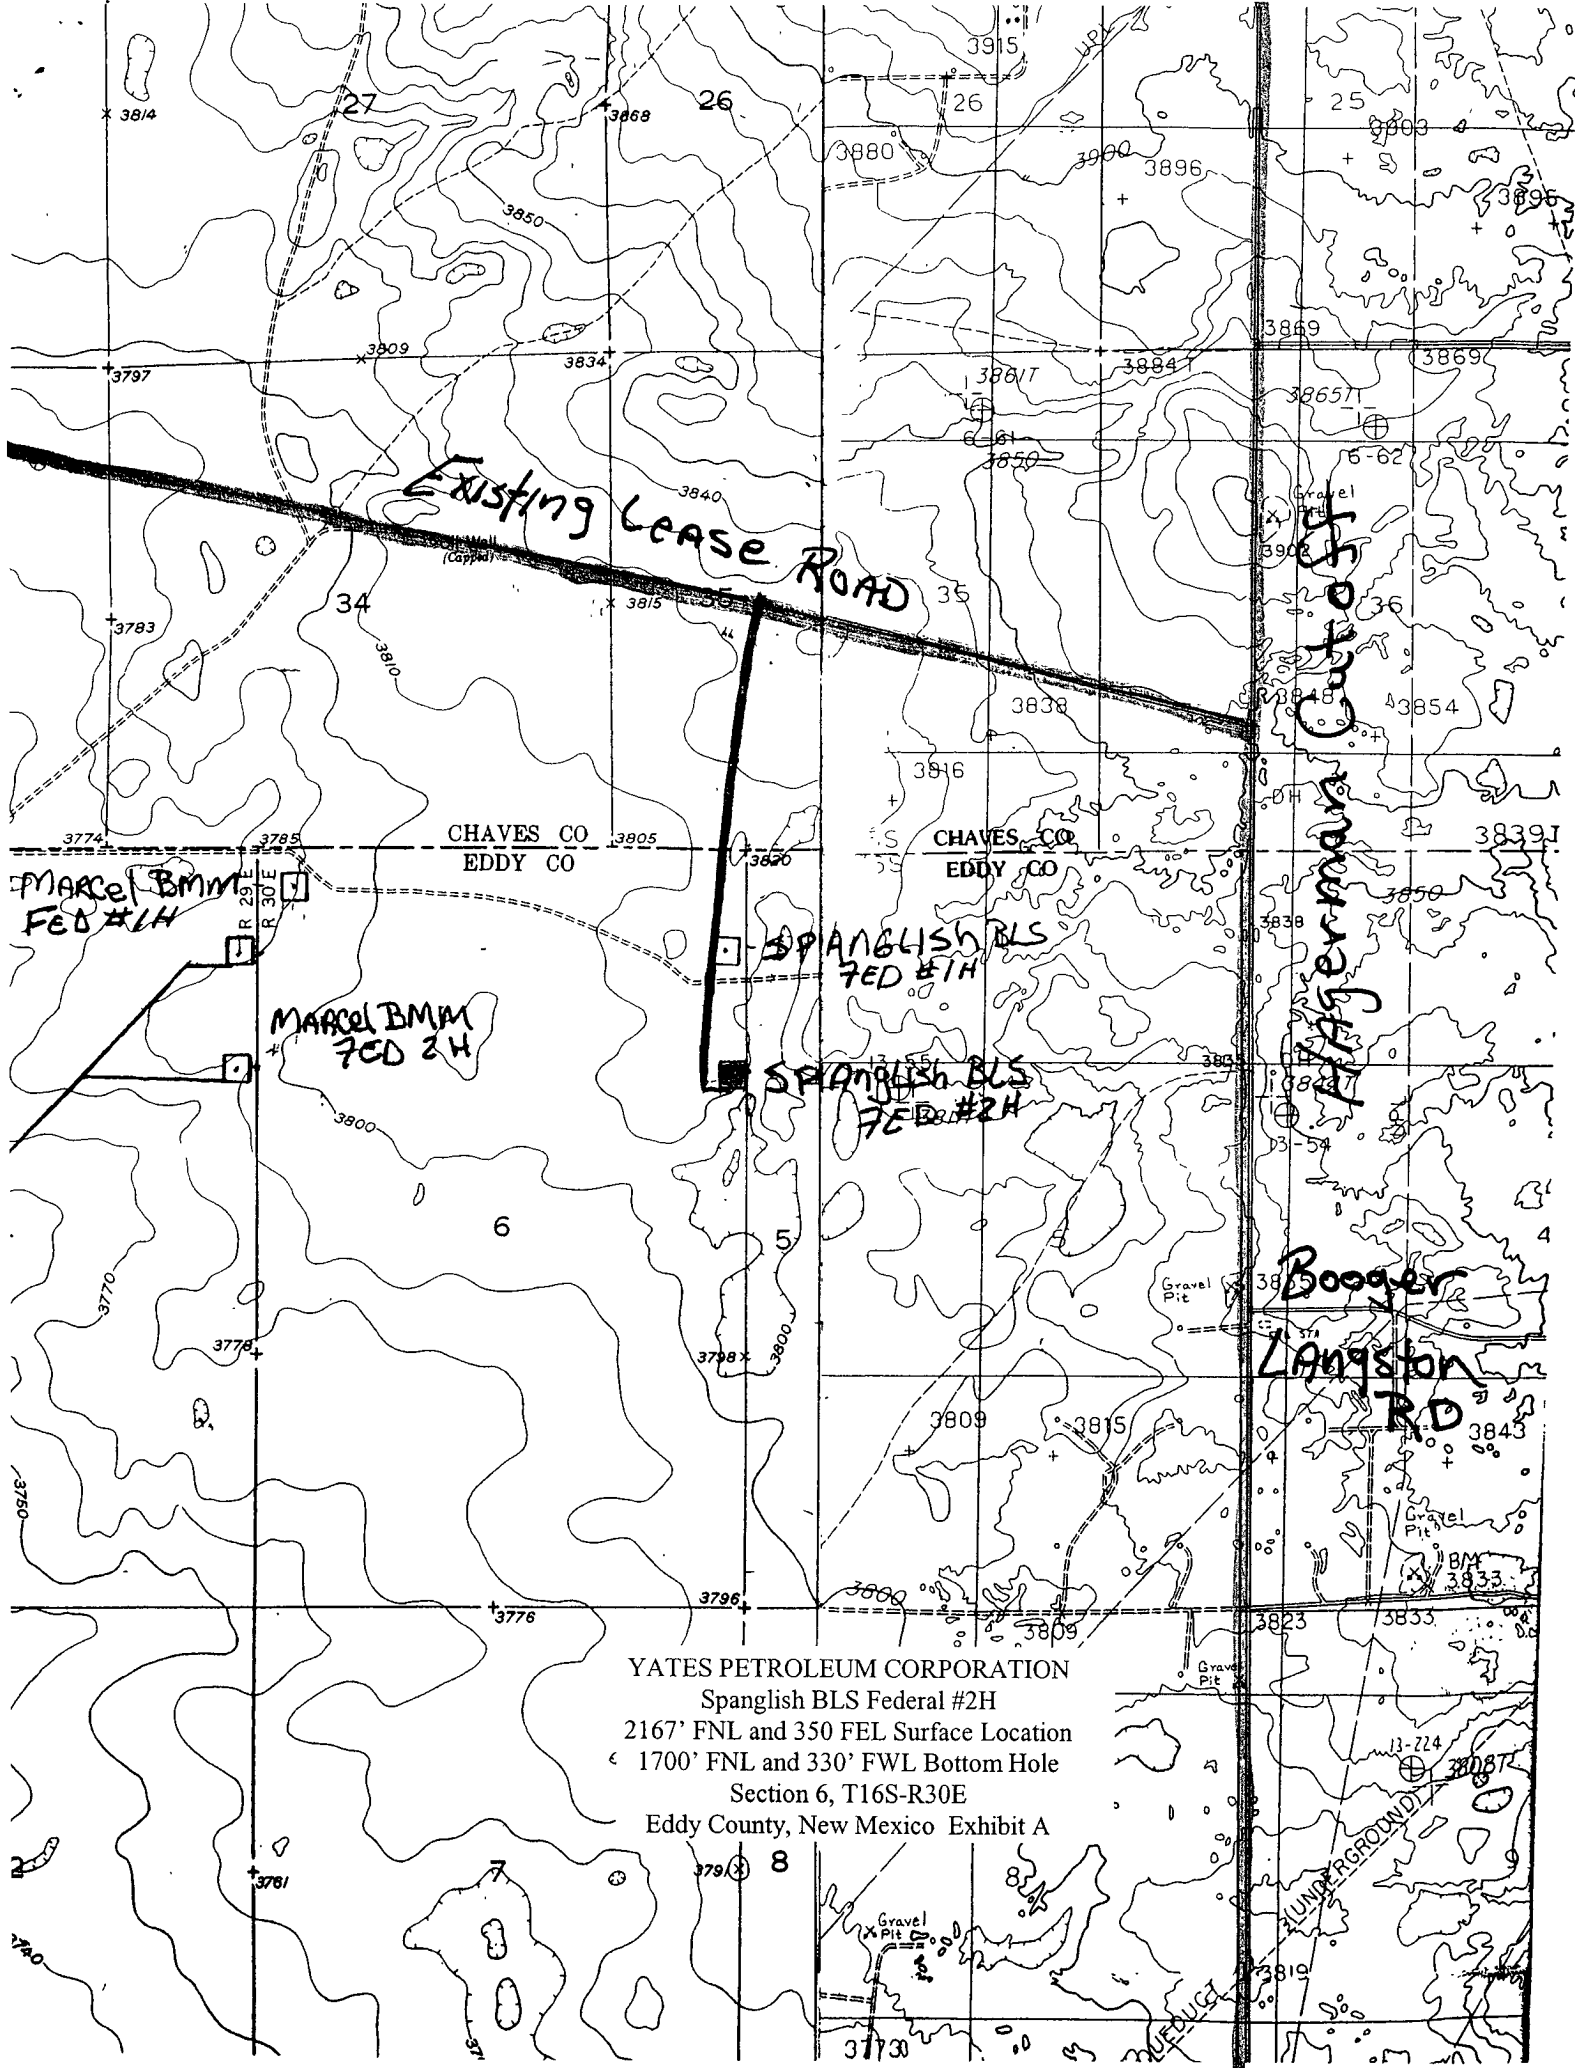 3915
27
26
26
25
3814
3868
3903
3880
3900
3896
3895
3850
3869
3809
3834
3884
3869
3797
3861T
3865T
6-61
6-62
3850
Existing Lease Road
3840
Gravel
Pit
Well
(Capped)
3902
34
3815
35
35
36
3783
3810
Hagerman Cutoff
3848
3854
3838
3816
DH
3774
3785
CHAVES CO
3805
CHAVES CO
3839T
EDDY CO
3820
EDDY CO
MARCel BMM
FED #1H
R 29 E
R 30 E
3850
3838
SPANGLISh BLS
FED #1H
MARCel BMM
FED 2H
3835
SPAnglish BLS
FED #2H
3800
13-54
6
5
5
4
3770
Gravel
Pit
Booger
Langston
RD
3778
3798
3800
3809
3815
3843
3750
Gravel
Pit
BM
3833
3776
3796
3800
3809
3823
3833
YATES PETROLEUM CORPORATION
Spanglish BLS Federal #2H
2167' FNL and 350 FEL Surface Location
1700' FNL and 330' FWL Bottom Hole
Section 6, T16S-R30E
Eddy County, New Mexico Exhibit A
Gravel
Pit
13-224
3808T
(UNDERGROUND)
3761
7
3791
8
8
9
Gravel
Pit
3740
3819